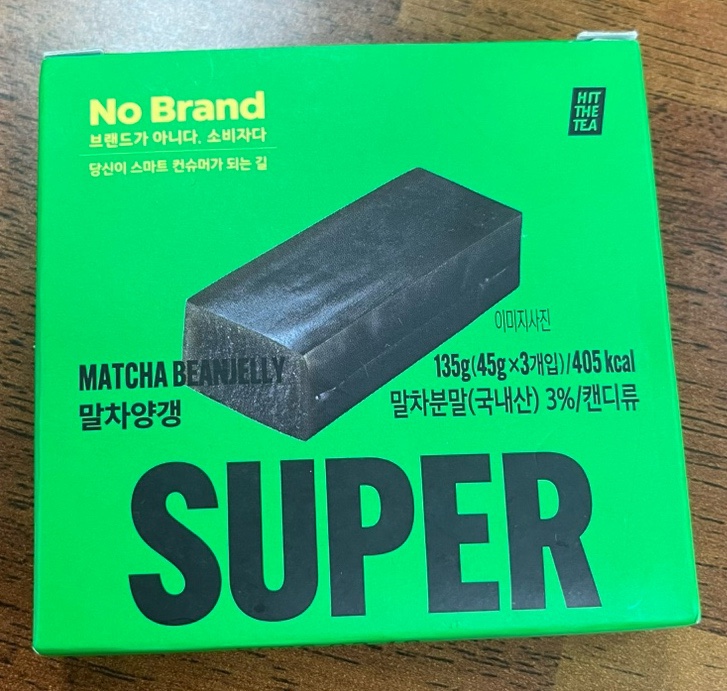 No Brand
브랜드가 아니다. 소비자다
당신이 스마트 컨슈머가 되는 길
HIT
THE
TEA
이미지사진
MATCHA BEANJELLY
말차양갱
135g(45g×3개입)/405 kcal
말차분말(국내산) 3%/캔디류
SUPER